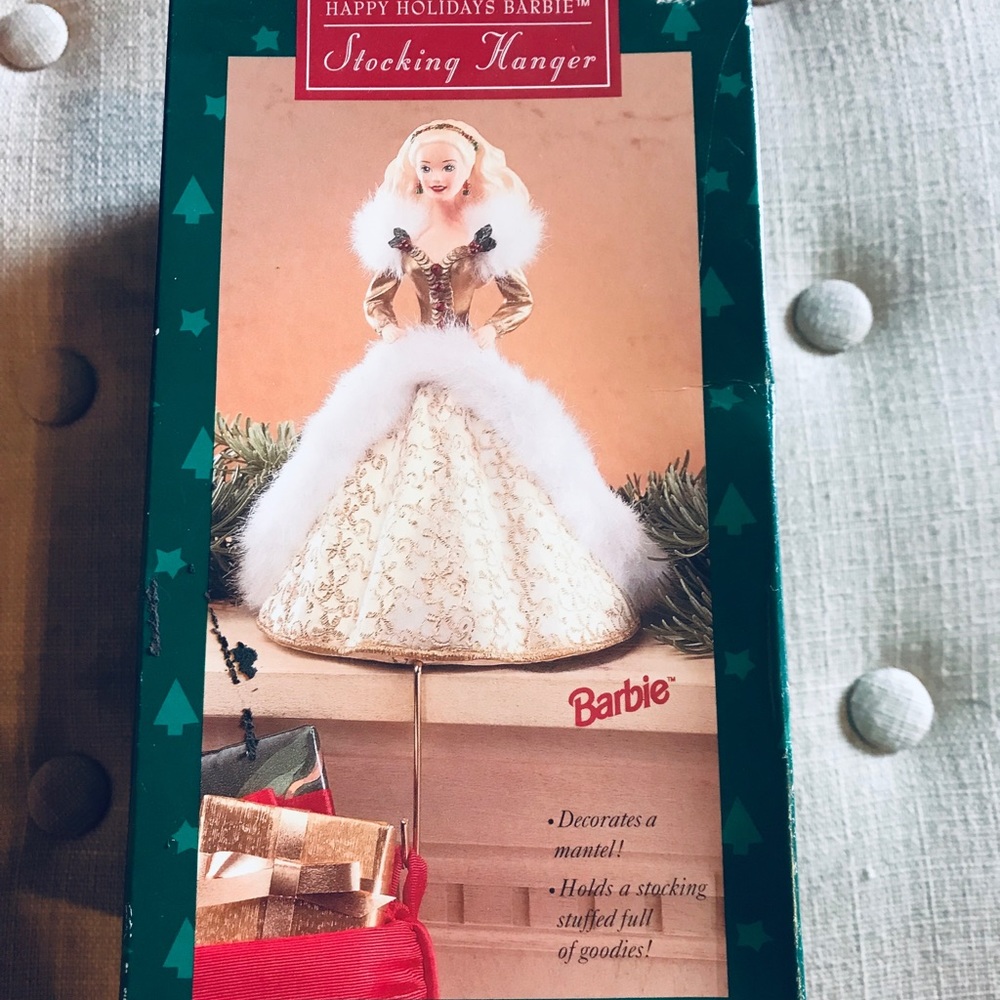 HAPPY HOLIDAYS BARBIE™
Stocking Hanger
Barbie™
• Decorates a
mantel!
• Holds a stocking
stuffed full
of goodies!